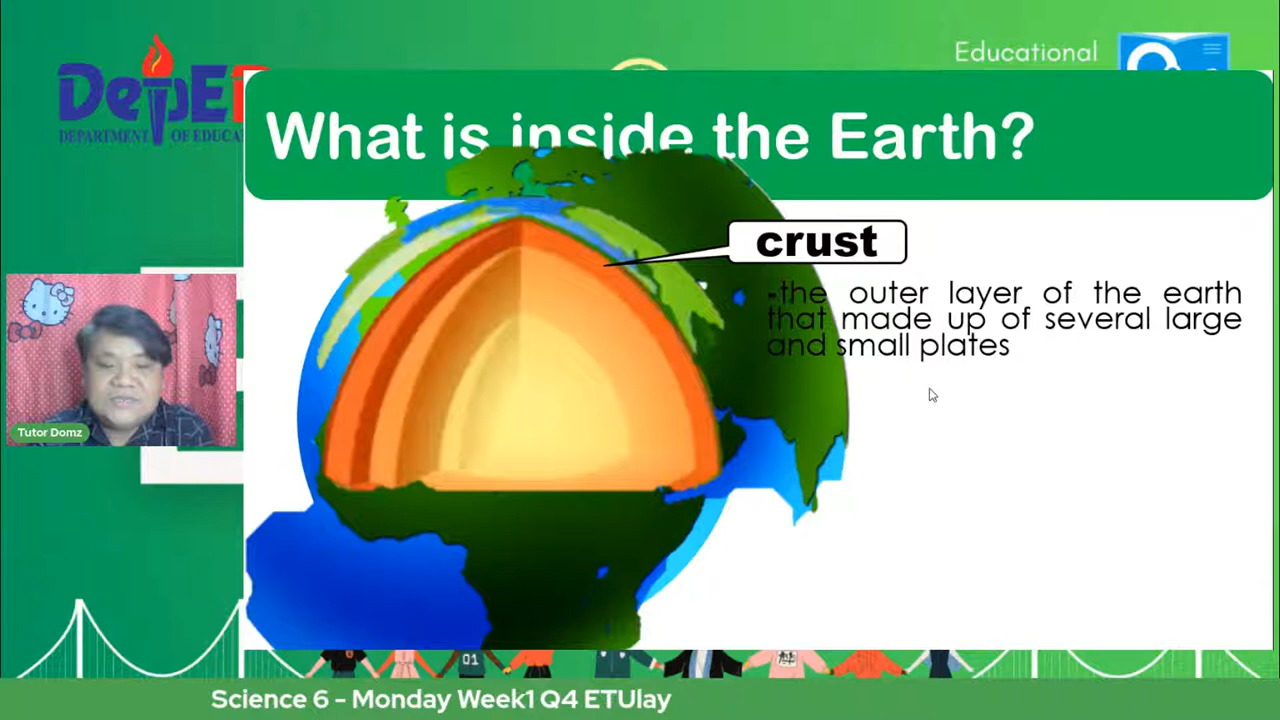 Educational
DEPARTMENT OF EDUCA
What is inside the Earth?
crust
-the outer layer of the earth
that made up of several large
and small plates
Tutor Domz
01
Science 6 - Monday Week1 Q4 ETUlay